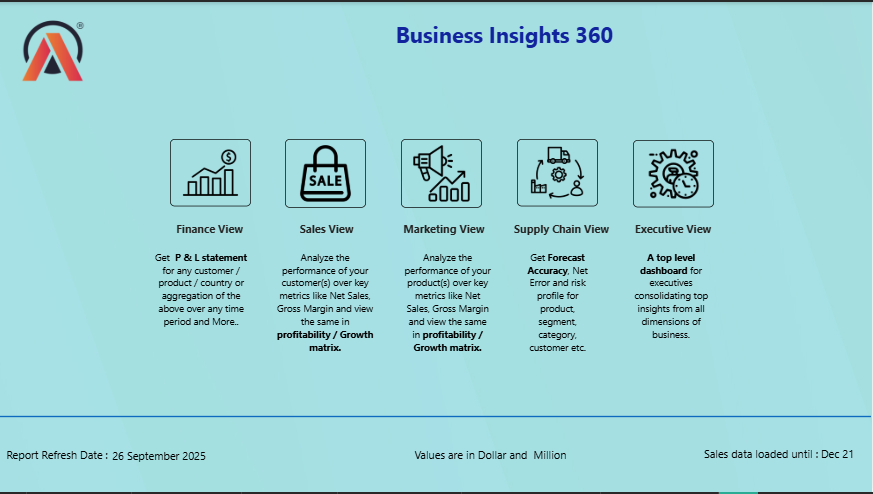 ®
Business Insights 360
SALE
Finance View
Get P & L statement
for any customer /
product / country or
aggregation of the
above over any time
period and More..
Sales View
Analyze the
performance of your
customer(s) over key
metrics like Net Sales,
Gross Margin and view
the same in
profitability / Growth
matrix.
Marketing View
Analyze the
performance of your
product(s) over key
metrics like Net
Sales, Gross Margin
and view the same
in profitability /
Growth matrix.
Supply Chain View
Get Forecast
Accuracy, Net
Error and risk
profile for
product,
segment,
category,
customer etc.
Executive View
A top level
dashboard for
executives
consolidating top
insights from all
dimensions of
business.
Report Refresh Date : 26 September 2025
Values are in Dollar and Million
Sales data loaded until : Dec 21